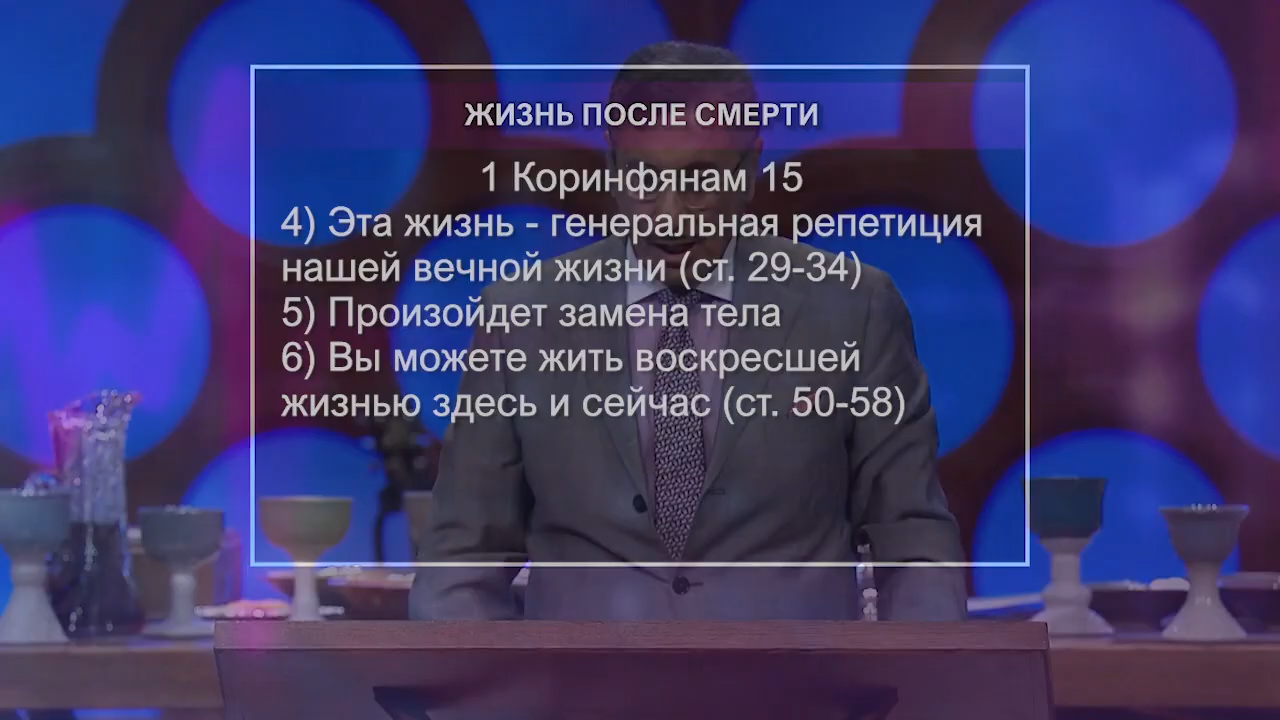 ЖИЗНЬ ПОСЛЕ СМЕРТИ
1 Коринфянам 15
4) Эта жизнь - генеральная репетиция
нашей вечной жизни (ст. 29-34)
5) Произойдет замена тела
6) Вы можете жить воскресшей
жизнью здесь и сейчас (ст. 50-58)